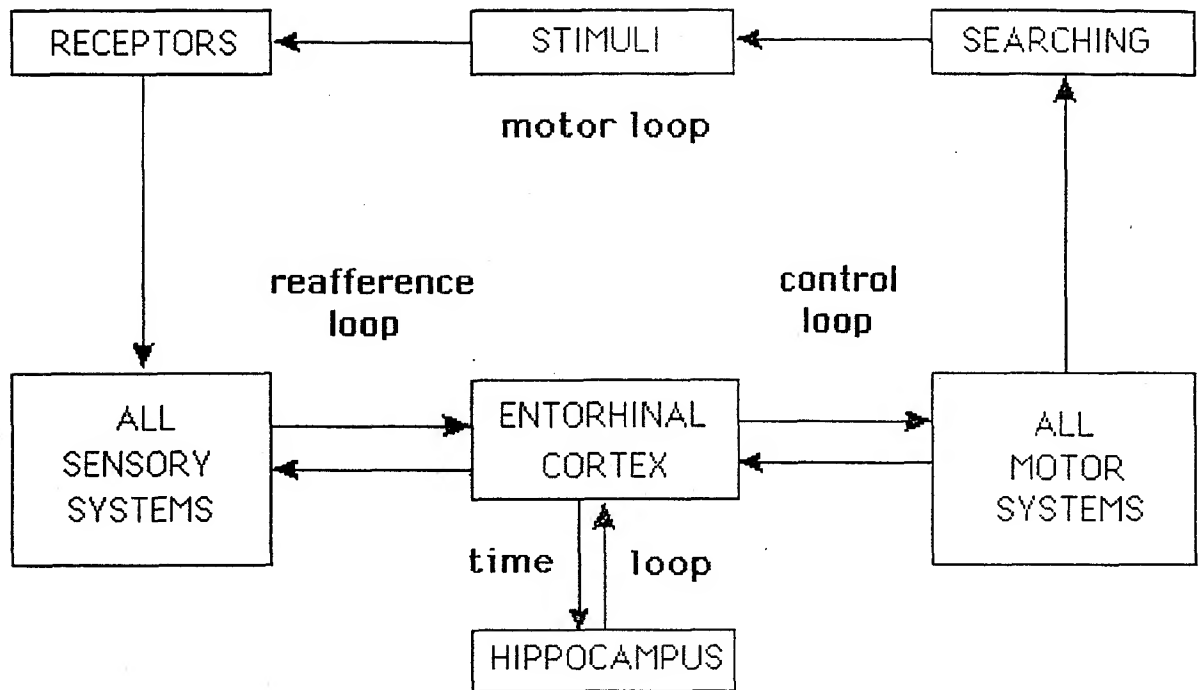 RECEPTORS
STIMULI
SEARCHING
motor loop
reafference
loop
control
loop
ALL
SENSORY
SYSTEMS
ENTORHINAL
CORTEX
ALL
MOTOR
SYSTEMS
time loop
HIPPOCAMPUS